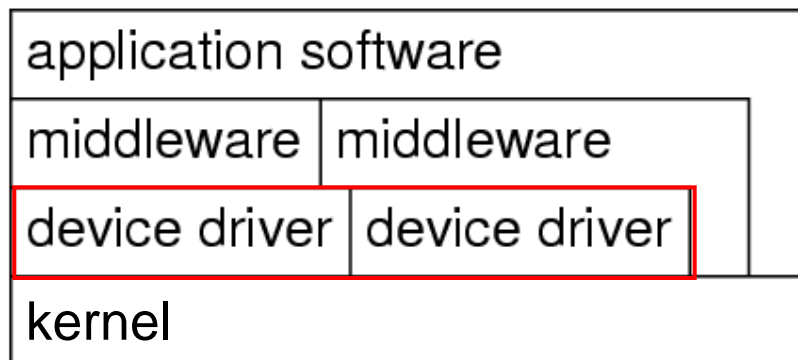 application software
middleware middleware
device driver device driver
kernel